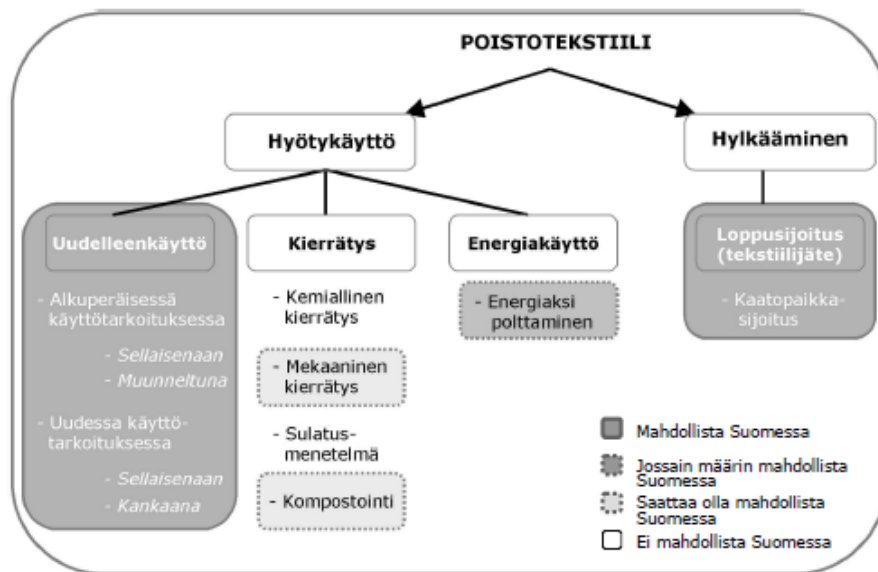 POISTOTEKSTIILI
Hyötykäyttö
Hylkääminen
Uudelleenkäyttö
- Alkuperäisessä
käyttötarkoituksessa
- Sellaisenaan
- Muunneltuna
- Uudessa käyttö-
tarkoituksessa
- Sellaisenaan
- Kankaana
Kierrätys
- Kemiallinen
kierrätys
- Mekaaninen
kierrätys
- Sulatus-
menetelmä
- Kompostointi
Energiakäyttö
- Energiaksi
polttaminen
Loppusijoitus
(tekstiilijäte)
- Kaatopaikka-
sijoitus
Mahdollista Suomessa
Jossain määrin mahdollista
Suomessa
Saattaa olla mahdollista
Suomessa
Ei mahdollista Suomessa